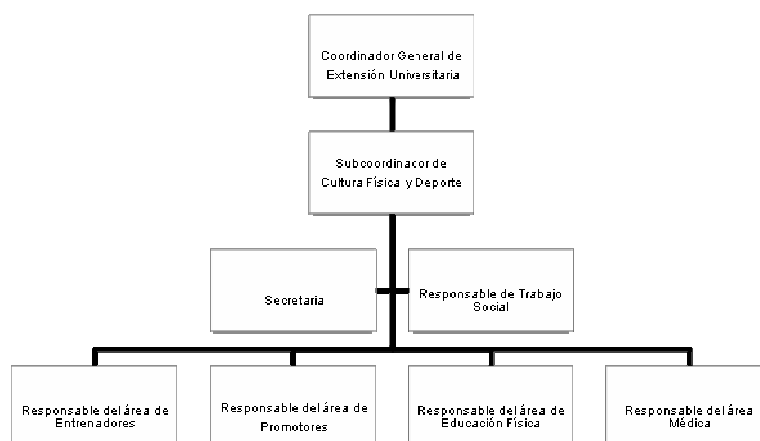 Coordinador General de
Extensión Universitaria
Subcoordinador de
Cultura Física y Deporte
Secretaria
Responsable de Trabajo
Social
Responsable del área de
Entrenadores
Responsable del área de
Promotores
Responsable del área de
Educación Física
Responsable del área
Médica